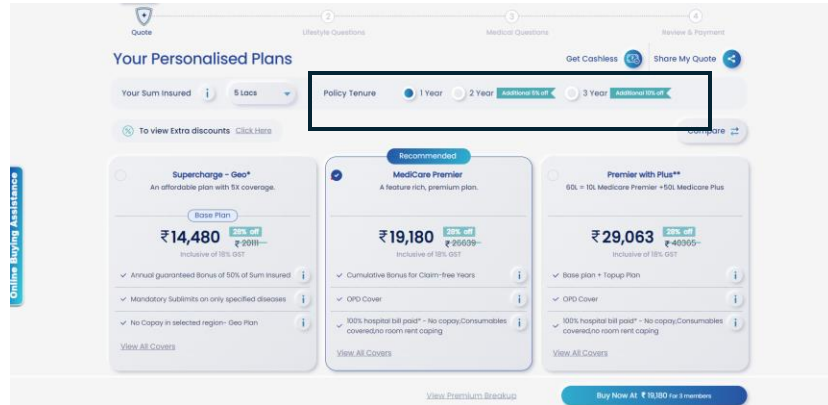 Quote
2
Lifestyle Questions
3
Medical Questions
4
Review & Payment
Your Personalised Plans
Get Cashless
Share My Quote
Your Sum Insured i 5 Lacs
Policy Tenure 1 Year 2 Year Additional 5% off 3 Year Additional 10% off
To view Extra discounts Click Here
Compare
Online Buying Assistance
Supercharge - Geo*
An affordable plan with 5X coverage.
Base Plan
₹14,480 28% off
₹ 20111
Inclusive of 18% GST
Annual guaranteed Bonus of 50% of Sum Insured i
Mandatory Sublimits on only specified diseases i
No Copay in selected region- Geo Plan i
View All Covers
Recommended
MediCare Premier
A feature rich, premium plan.
₹19,180 28% off
₹ 26639
Inclusive of 18% GST
Cumulative Bonus for Claim-free Years i
OPD Cover i
100% hospital bill paid* - No copay,Consumables
covered,no room rent caping i
View All Covers
Premier with Plus**
60L = 10L Medicare Premier +50L Medicare Plus
₹29,063 28% off
₹ 40365
Inclusive of 18% GST
Base plan + Topup Plan i
OPD Cover i
100% hospital bill paid* - No copay,Consumables
covered,no room rent caping i
View All Covers
View Premium Breakup
Buy Now At ₹ 19,180 For 3 members